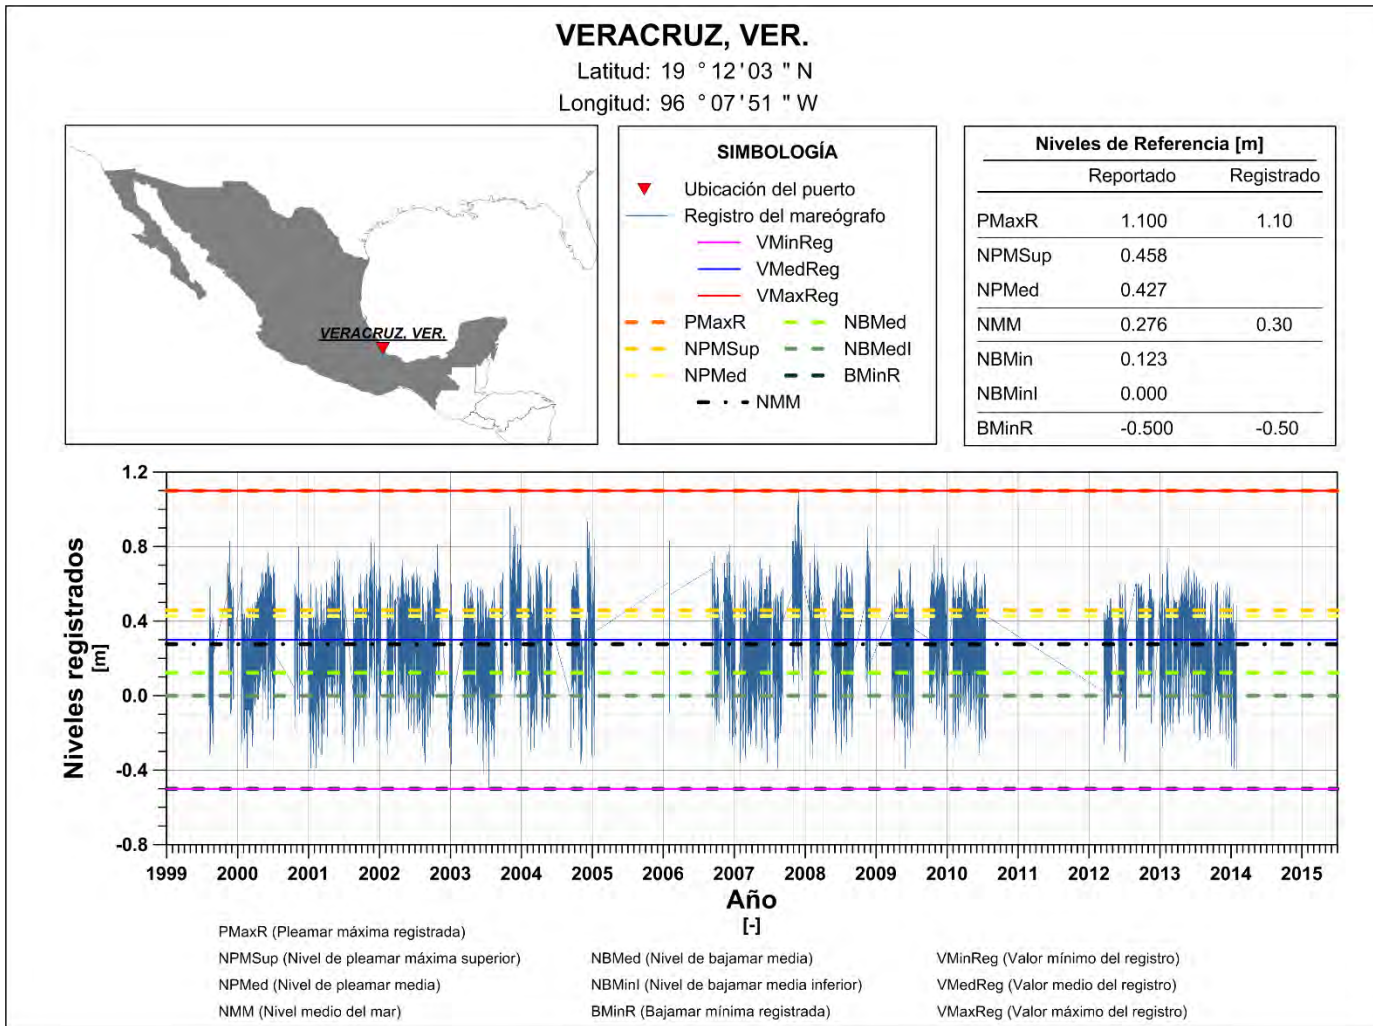 VERACRUZ, VER.
Latitud: 19 ° 12 ' 03 " N
Longitud: 96 ° 07 ' 51 " W
VERACRUZ, VER.
SIMBOLOGÍA
Ubicación del puerto
Registro del mareógrafo
VMinReg
VMedReg
VMaxReg
PMaxR NBMed
NPMSup NBMedI
NPMed BMinR
NMM
Niveles de Referencia [m]
Reportado Registrado
PMaxR 1.100 1.10
NPMSup 0.458
NPMed 0.427
NMM 0.276 0.30
NBMin 0.123
NBMinI 0.000
BMinR -0.500 -0.50
Niveles registrados
[m]
1.2
0.8
0.4
0.0
-0.4
-0.8
1999 2000 2001 2002 2003 2004 2005 2006 2007 2008 2009 2010 2011 2012 2013 2014 2015
Año
[-]
PMaxR (Pleamar máxima registrada)
NPMSup (Nivel de pleamar máxima superior) NBMed (Nivel de bajamar media) VMinReg (Valor mínimo del registro)
NPMed (Nivel de pleamar media) NBMinI (Nivel de bajamar media inferior) VMedReg (Valor medio del registro)
NMM (Nivel medio del mar) BMinR (Bajamar mínima registrada) VMaxReg (Valor máximo del registro)